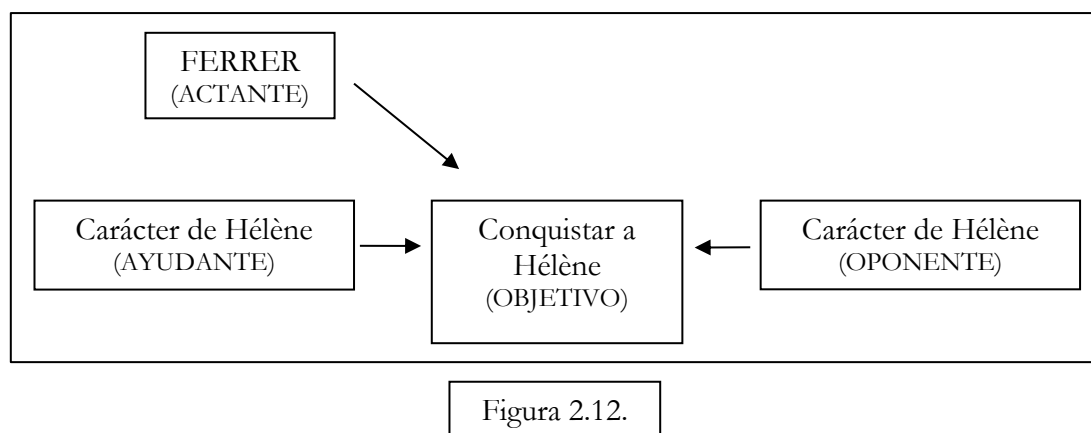 FERRER
(ACTANTE)
Carácter de Hélène
(AYUDANTE)
Conquistar a
Hélène
(OBJETIVO)
Carácter de Hélène
(OPONENTE)
Figura 2.12.